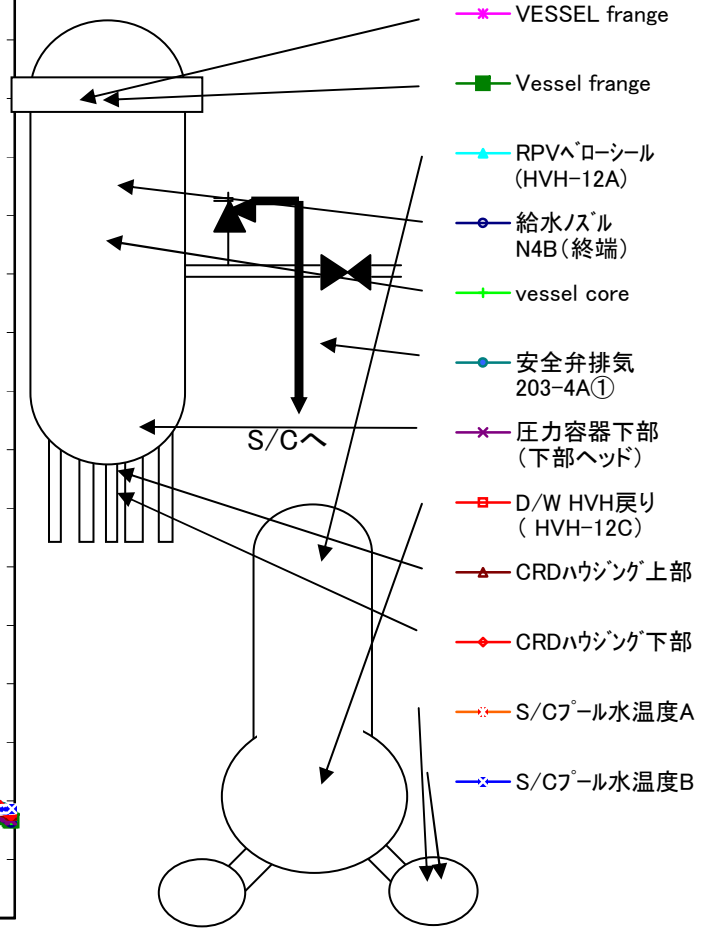 VESSEL frange
Vessel frange
RPVベローシール
(HVH-12A)
給水ノズル
N4B(終端)
vessel core
安全弁排気
203-4A①
圧力容器下部
(下部ヘッド)
D/W HVH戻り
( HVH-12C)
CRDハウジング上部
CRDハウジング下部
S/Cプール水温度A
S/Cプール水温度B
S/Cへ